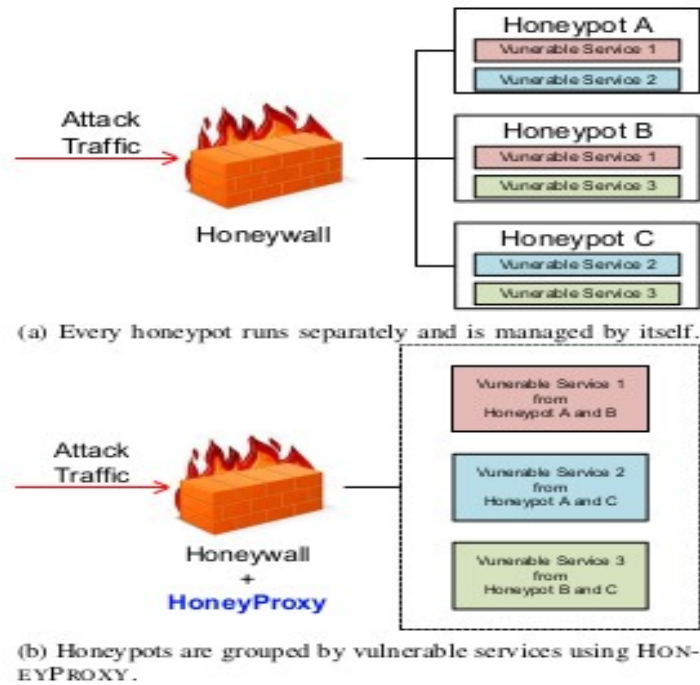 Honeypot A
Vunerable Service 1
Vunerable Service 2
Attack
Traffic
Honeywall
Honeypot B
Vunerable Service 1
Vunerable Service 3
Honeypot C
Vunerable Service 2
Vunerable Service 3
(a) Every honeypot runs separately and is managed by itself.
Attack
Traffic
Honeywall
+
HoneyProxy
Vunerable Service 1
from
Honeypot A and B
Vunerable Service 2
from
Honeypot A and C
Vunerable Service 3
from
Honeypot B and C
(b) Honeypots are grouped by vulnerable services using HON-
EYPROXY.